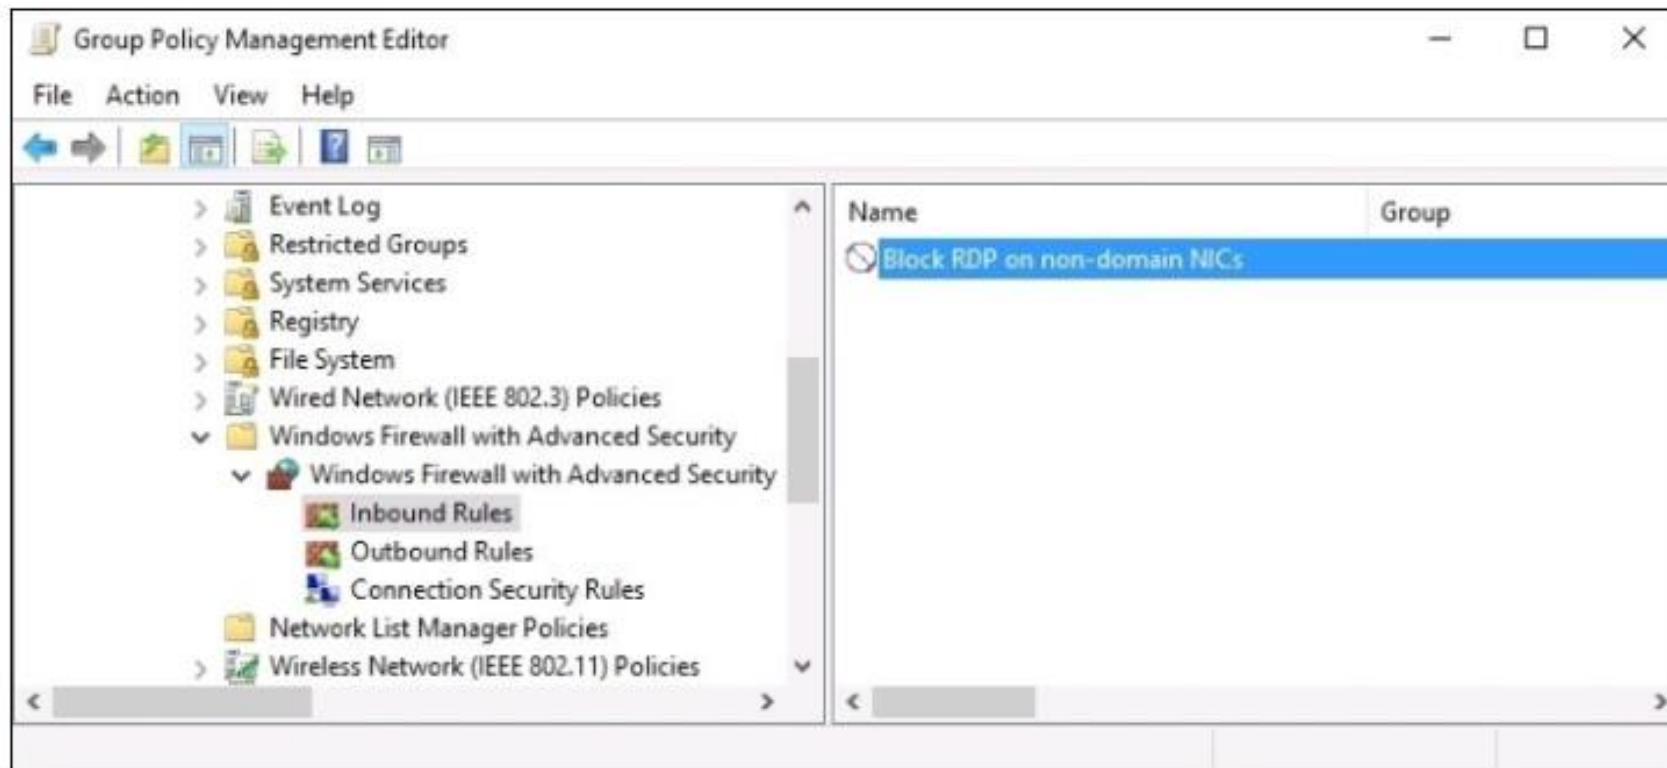 Group Policy Management Editor
File Action View Help
Event Log
Restricted Groups
System Services
Registry
File System
Wired Network (IEEE 802.3) Policies
Windows Firewall with Advanced Security
Windows Firewall with Advanced Security
Inbound Rules
Outbound Rules
Connection Security Rules
Network List Manager Policies
Wireless Network (IEEE 802.11) Policies
Name Group
Block RDP on non-domain NICs